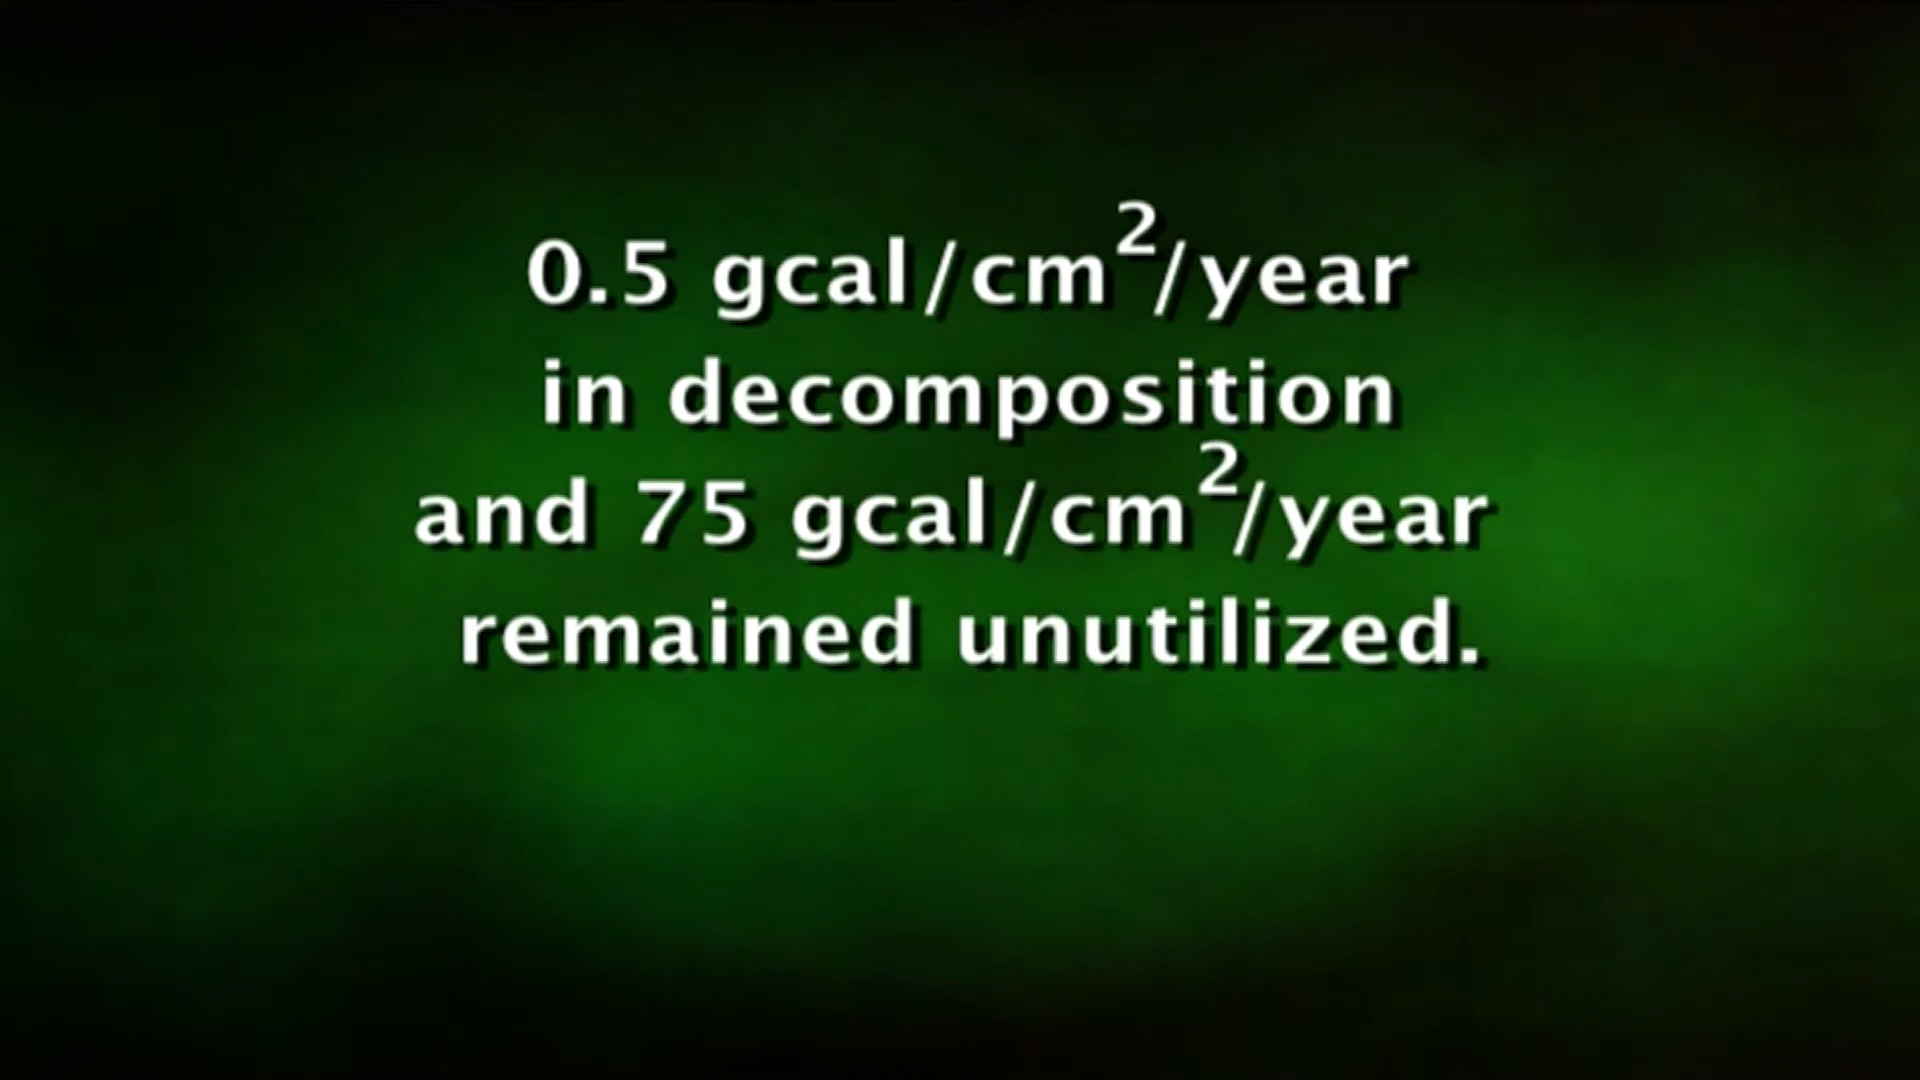 0.5 gcal/cm²/year
in decomposition
and 75 gcal/cm²/year
remained unutilized.